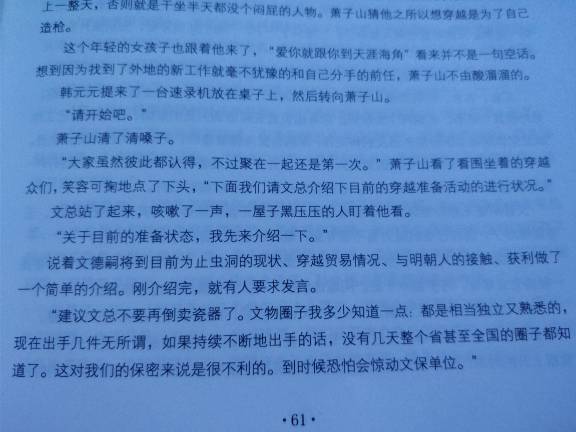 上一整天，否则就是干坐半天都没个闷屁的人物。萧子山猜他之所以想穿越是为了自己
造枪。
这个年轻的女孩子也跟着他来了，“爱你就跟你到天涯海角”看来并不是一句空话。
想到因为找到了外地的新工作就毫不犹豫的和自己分手的前任，萧子山不由酸溜溜的。
韩元元提来了一台速录机放在桌子上，然后转向萧子山。
“请开始吧。”
萧子山清了清嗓子。
“大家虽然彼此都认得，不过聚在一起还是第一次。”萧子山看了看围坐着的穿越
众们，笑容可掬地点了下头，“下面我们请文总介绍下目前的穿越准备活动的进行状况。”
文总站了起来，咳嗽了一声，一屋子黑压压的人盯着他看。
“关于目前的准备状态，我先来介绍一下。”
说着文德嗣将到目前为止虫洞的现状、穿越贸易情况、与明朝人的接触、获利做了
一个简单的介绍。刚介绍完，就有人要求发言。
“建议文总不要再倒卖瓷器了。文物圈子我多少知道一点：都是相当独立又熟悉的，
现在出手几件无所谓，如果持续不断地出手的话，没有几天整个省甚至全国的圈子都知
道了。这对我们的保密来说是很不利的。到时候恐怕会惊动文保单位。”
·61·